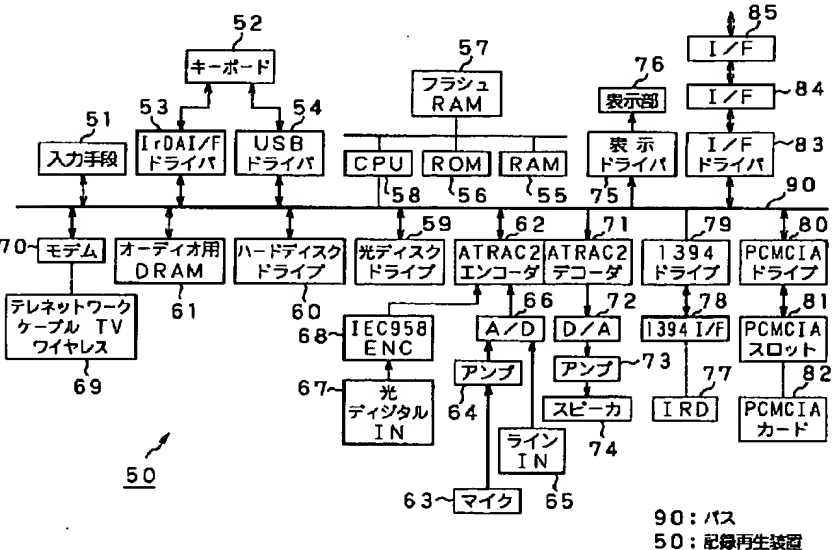 85
I/F
52
キーボード
57
フラッシュ
RAM
76
表示部
I/F
84
51
入力手段
53
IrDAI/F
ドライバ
54
USB
ドライバ
CPU
ROM
RAM
58
56
55
表示
ドライバ
75
I/F
ドライバ
83
90
70
モデム
オーディオ用
DRAM
61
ハードディスク
ドライブ
60
59
光ディスク
ドライブ
62
ATRAC2
エンコーダ
71
ATRAC2
デコーダ
79
1394
ドライブ
80
PCMCIA
ドライブ
テレネットワーク
ケーブル TV
ワイヤレス
69
68
IEC958
ENC
66
A/D
72
D/A
78
1394 I/F
81
PCMCIA
スロット
67
光
ディジタル
IN
アンプ
64
アンプ
73
77
IRD
82
PCMCIA
カード
スピーカ
74
ライン
IN
65
50
63
マイク
90:バス
50:記録再生装置